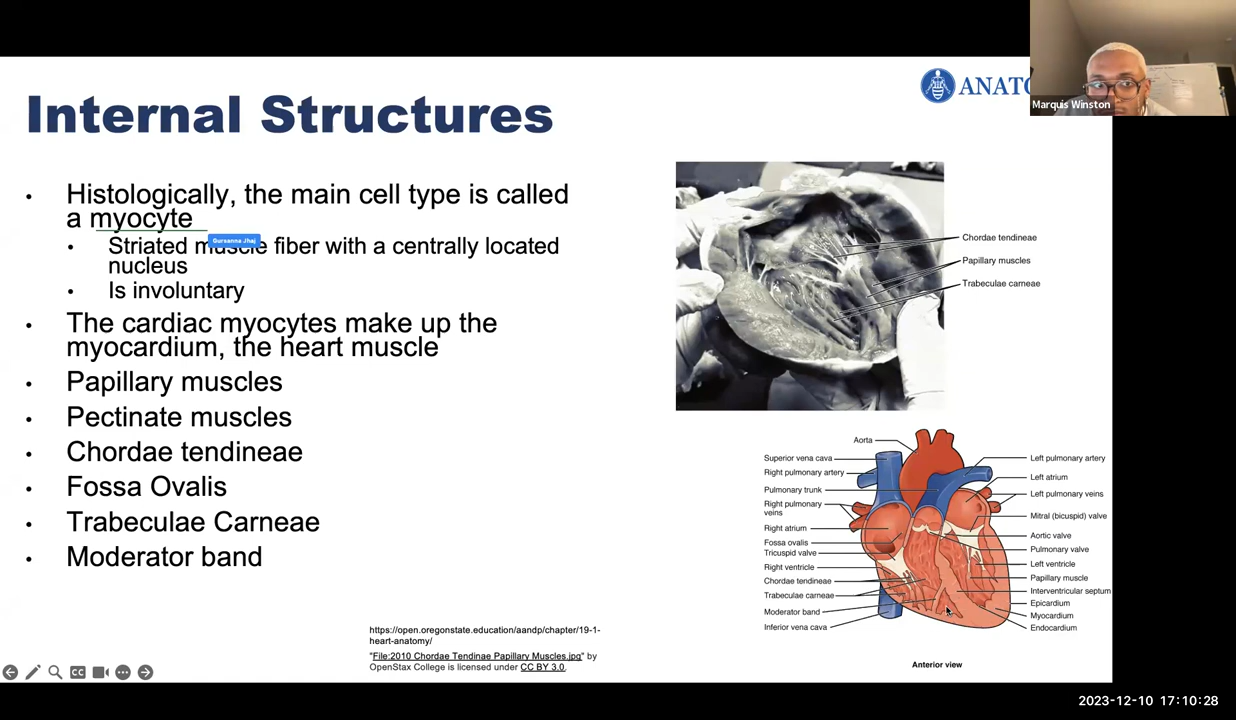 Internal Structures
ANATO
Marquis Winston
• Histologically, the main cell type is called
a myocyte
Gursanna Jhaj
• Striated muscle fiber with a centrally located
nucleus
• Is involuntary
• The cardiac myocytes make up the
myocardium, the heart muscle
• Papillary muscles
• Pectinate muscles
• Chordae tendineae
• Fossa Ovalis
• Trabeculae Carneae
• Moderator band
Chordae tendineae
Papillary muscles
Trabeculae carneae
Aorta
Superior vena cava
Right pulmonary artery
Pulmonary trunk
Right pulmonary
veins
Right atrium
Fossa ovalis
Tricuspid valve
Right ventricle
Chordae tendineae
Trabeculae carneae
Moderator band
Inferior vena cava
Left pulmonary artery
Left atrium
Left pulmonary veins
Mitral (bicuspid) valve
Aortic valve
Pulmonary valve
Left ventricle
Papillary muscle
Interventricular septum
Epicardium
Myocardium
Endocardium
Anterior view
https://open.oregonstate.education/aandp/chapter/19-1-
heart-anatomy/
"File:2010 Chordae Tendinae Papillary Muscles.jpg" by
OpenStax College is licensed under CC BY 3.0.
CC
2023-12-10 17:10:28